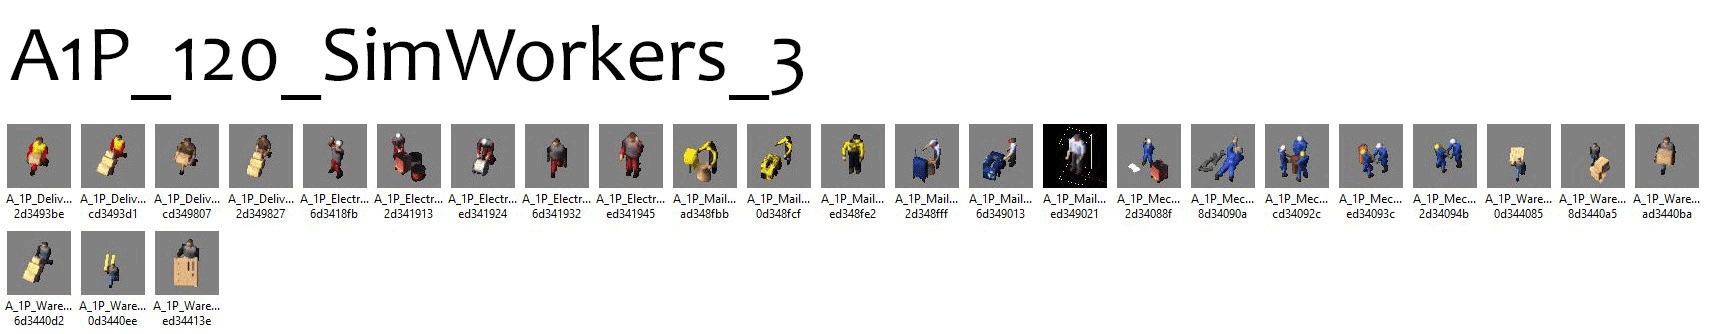 A1P_120_SimWorkers_3
A_1P_Deliv... A_1P_Deliv... A_1P_Deliv... A_1P_Deliv... A_1P_Electr... A_1P_Electr... A_1P_Electr... A_1P_Electr... A_1P_Electr... A_1P_Mail... A_1P_Mail... A_1P_Mail... A_1P_Mail... A_1P_Mail... A_1P_Mail... A_1P_Mec... A_1P_Mec... A_1P_Mec... A_1P_Mec... A_1P_Mec... A_1P_Ware... A_1P_Ware... A_1P_Ware...
2d3493be cd3493d1 cd349807 2d349827 6d3418fb 2d341913 ed341924 6d341932 ed341945 ad348fbb 0d348fcf ed348fe2 2d348fff 6d349013 ed349021 2d34088f 8d34090a cd34092c ed34093c 2d34094b 0d344085 8d3440a5 ad3440ba
A_1P_Ware... A_1P_Ware... A_1P_Ware...
6d3440d2 0d3440ee ed34413e